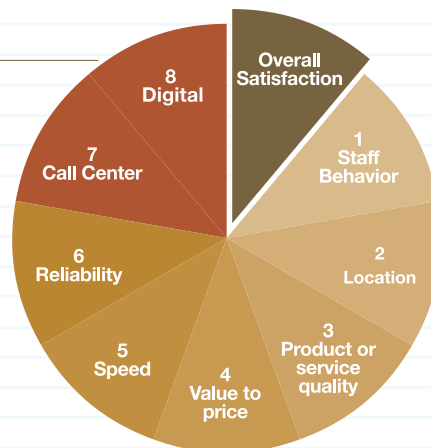 Overall
Satisfaction
1
Staff
Behavior
2
Location
3
Product or
service
quality
4
Value to
price
5
Speed
6
Reliability
7
Call Center
8
Digital